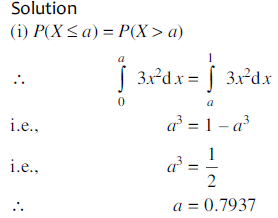 Solution
(i) P(X ≤ a) = P(X > a)
∴ ∫₀ᵃ 3x²dx = ∫ₐ¹ 3x²dx
i.e., a³ = 1 – a³
i.e., a³ = 1/2
∴ a = 0.7937